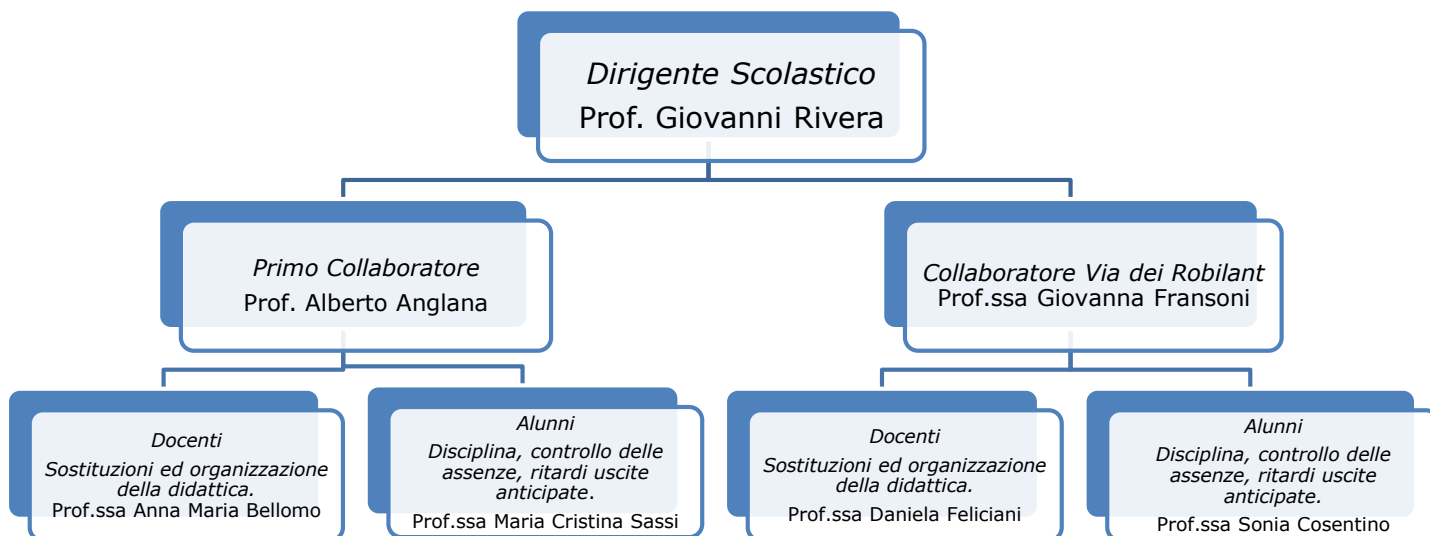 Dirigente Scolastico
Prof. Giovanni Rivera
Primo Collaboratore
Prof. Alberto Anglana
Collaboratore Via dei Robilant
Prof.ssa Giovanna Fransoni
Docenti
Sostituzioni ed organizzazione
della didattica.
Prof.ssa Anna Maria Bellomo
Alunni
Disciplina, controllo delle
assenze, ritardi uscite
anticipate.
Prof.ssa Maria Cristina Sassi
Docenti
Sostituzioni ed organizzazione
della didattica.
Prof.ssa Daniela Feliciani
Alunni
Disciplina, controllo delle
assenze, ritardi uscite
anticipate.
Prof.ssa Sonia Cosentino